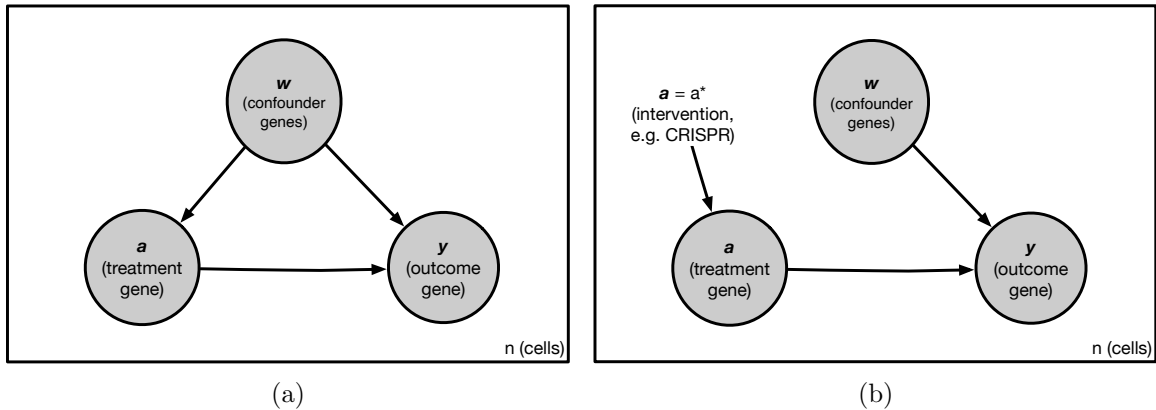 w
(confounder
genes)
a
(treatment
gene)
y
(outcome
gene)
n (cells)
(a)
a = a*
(intervention,
e.g. CRISPR)
w
(confounder
genes)
a
(treatment
gene)
y
(outcome
gene)
n (cells)
(b)